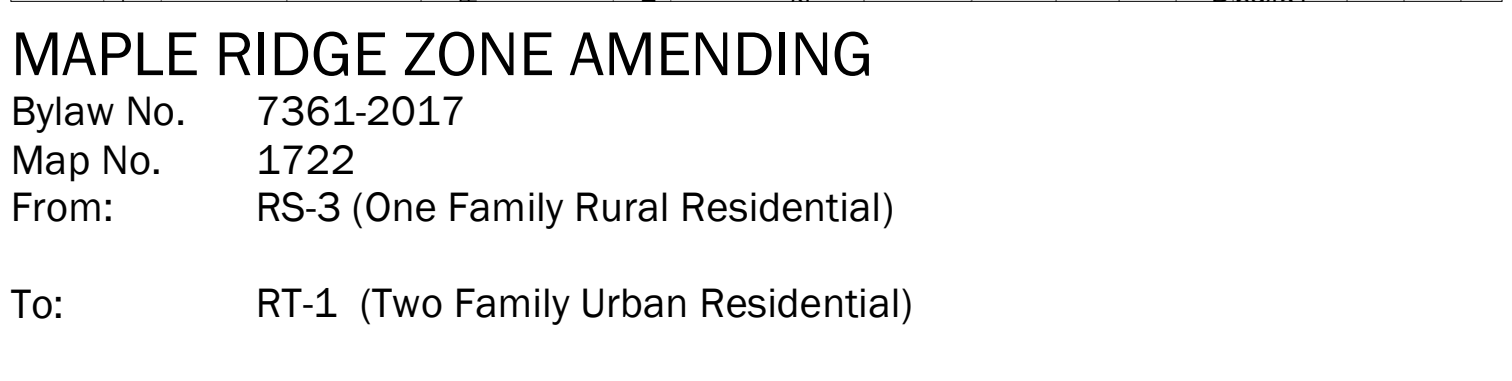 MAPLE RIDGE ZONE AMENDING
Bylaw No. 7361-2017
Map No. 1722
From: RS-3 (One Family Rural Residential)
To: RT-1 (Two Family Urban Residential)